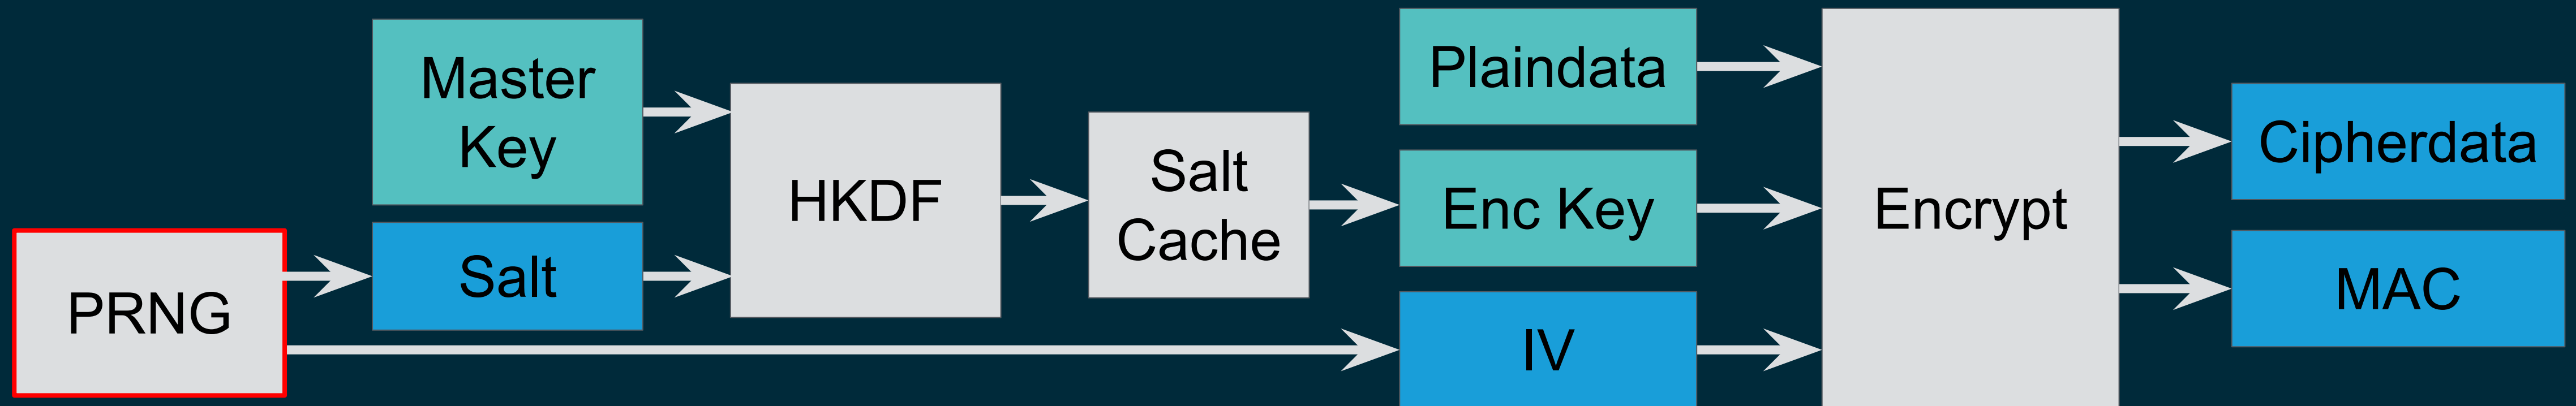 PRNG
Master
Key
Salt
HKDF
Salt
Cache
Plaindata
Enc Key
IV
Encrypt
Cipherdata
MAC